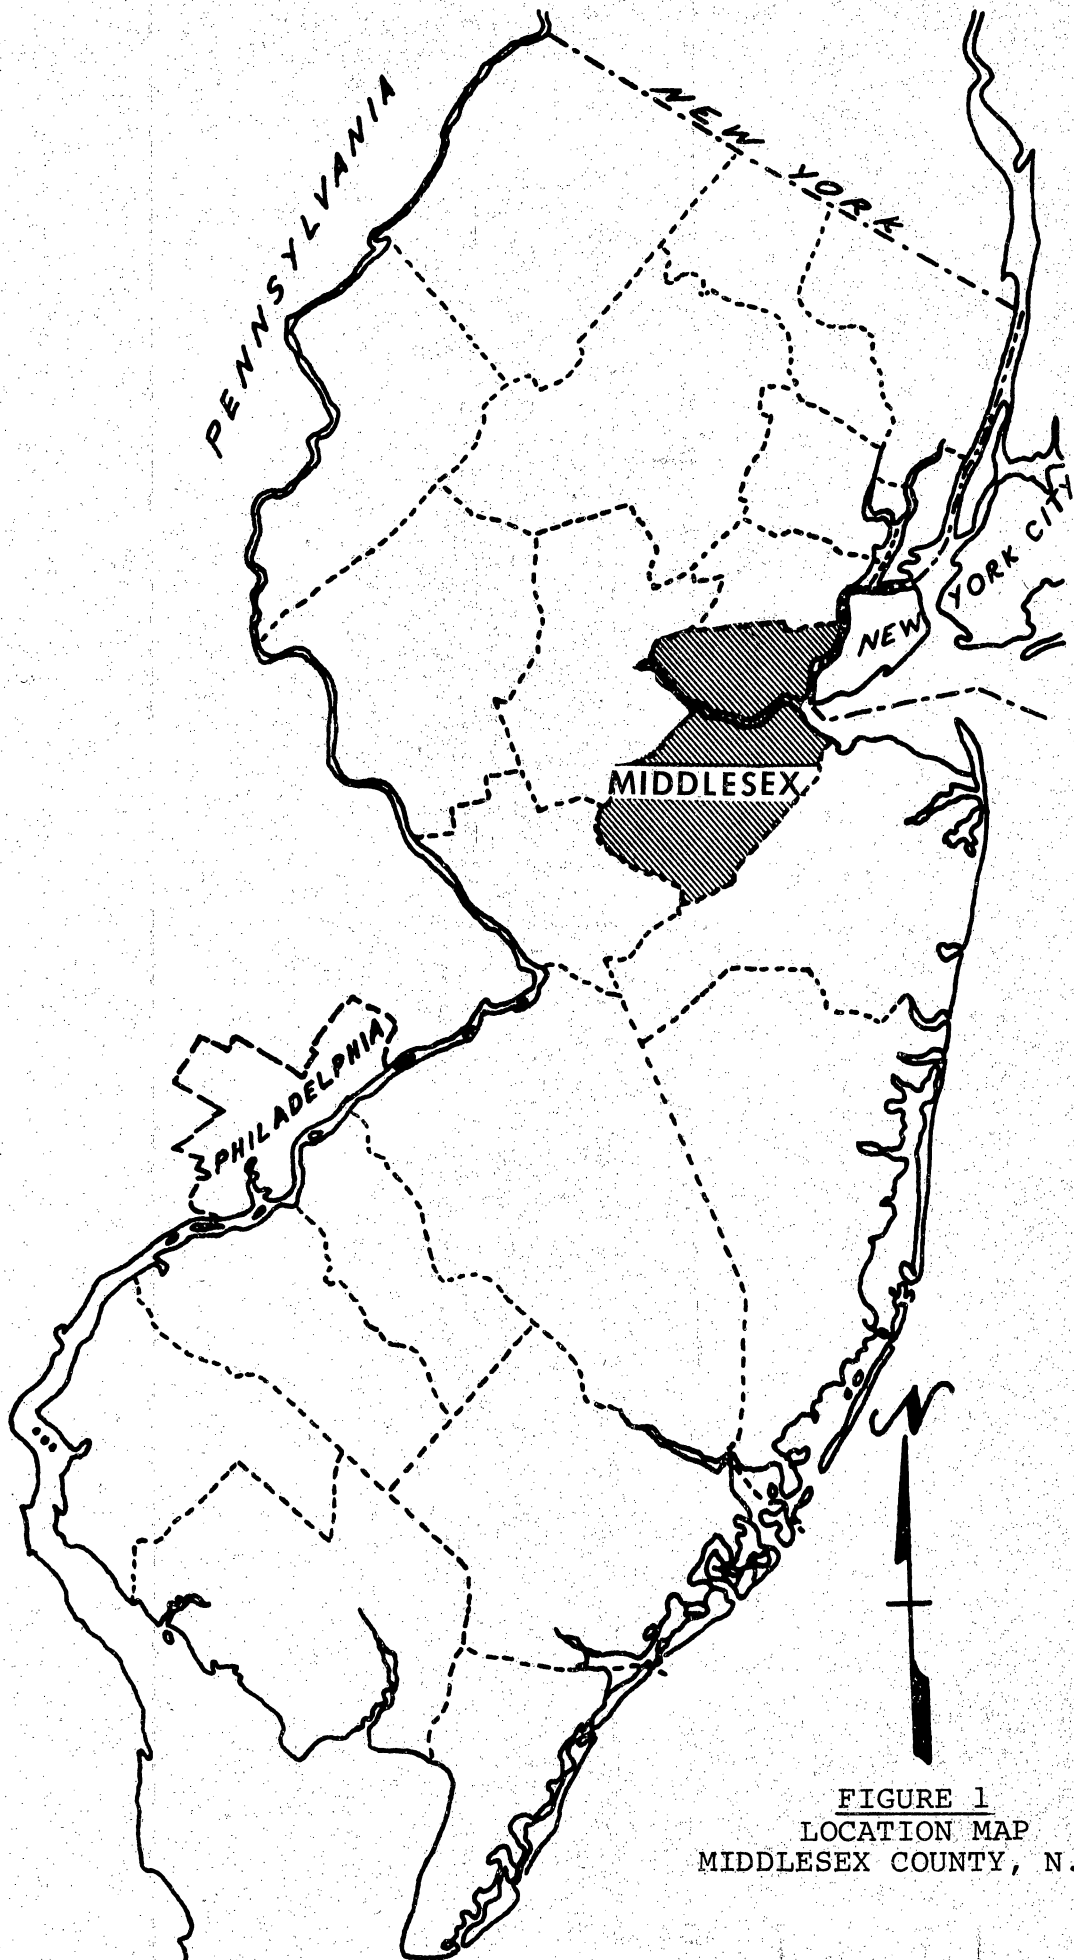 NEW YORK
PENNSYLVANIA
NEW YORK CITY
MIDDLESEX
PHILADELPHIA
N
FIGURE 1
LOCATION MAP
MIDDLESEX COUNTY, N.